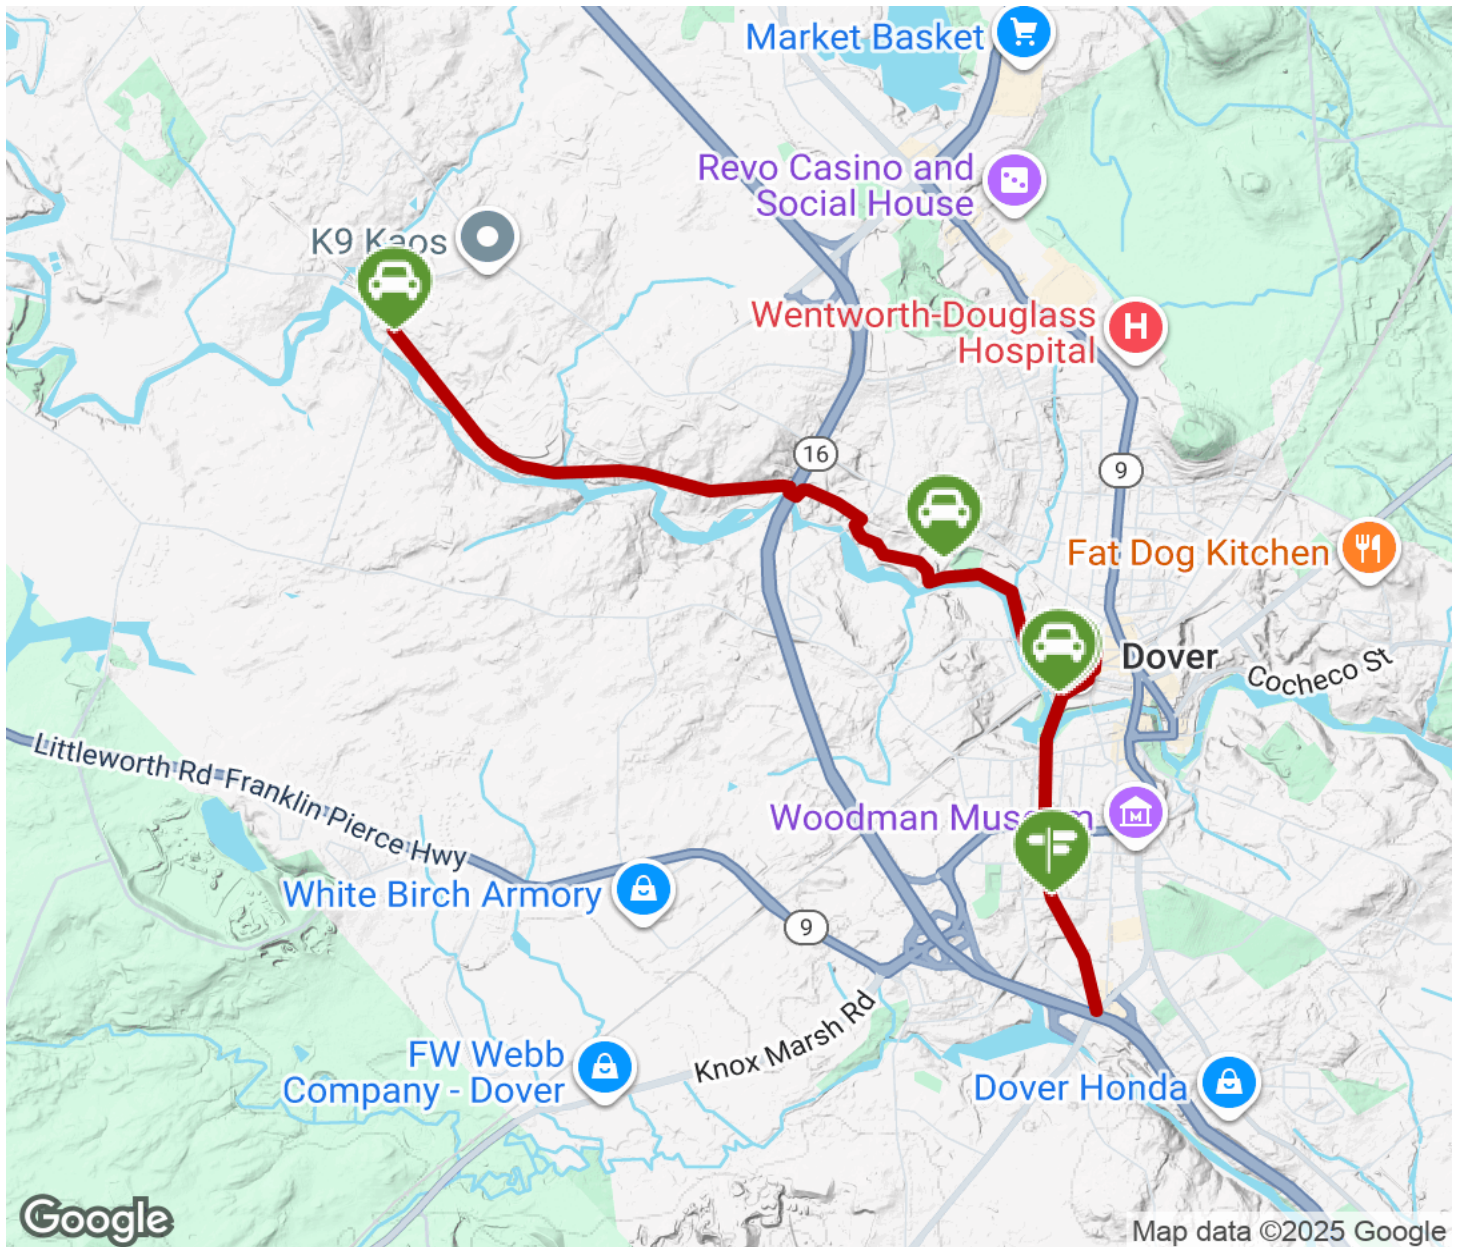 Market Basket
Revo Casino and
Social House
K9 Kaos
Wentworth-Douglass
Hospital
H
16
9
Fat Dog Kitchen
Dover
Cocheco St
Littleworth Rd
Franklin Pierce Hwy
Woodman Museum
M
White Birch Armory
9
Knox Marsh Rd
FW Webb
Company - Dover
Dover Honda
Google
Map data ©2025 Google